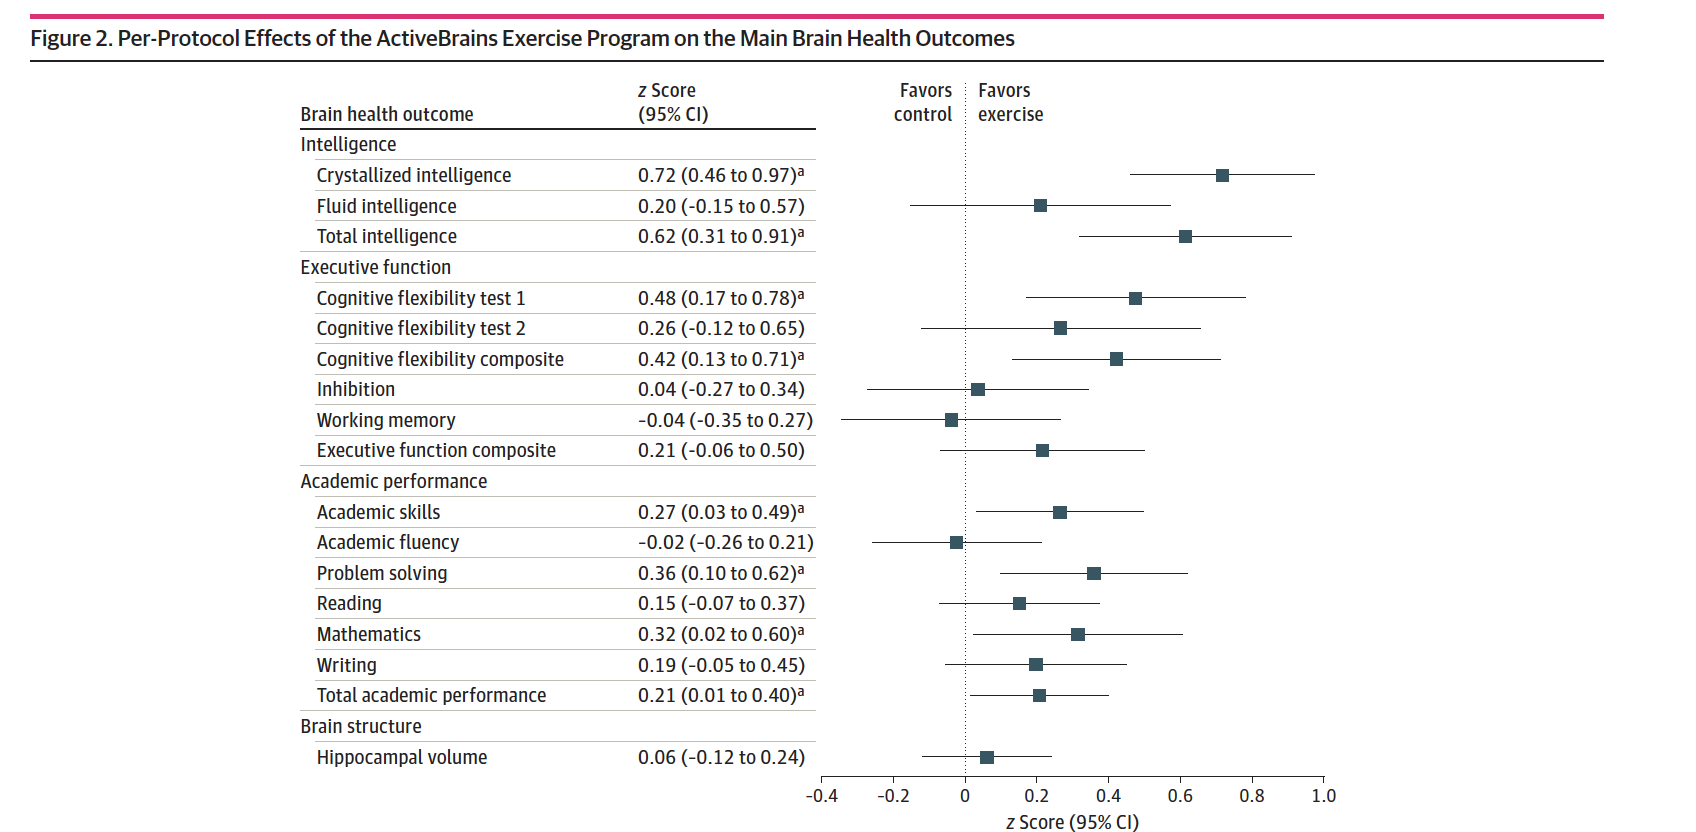 Figure 2. Per-Protocol Effects of the ActiveBrains Exercise Program on the Main Brain Health Outcomes
Brain health outcome
z Score
(95% CI)
Favors
control
Favors
exercise
Intelligence
Crystallized intelligence 0.72 (0.46 to 0.97)ᵃ
Fluid intelligence 0.20 (-0.15 to 0.57)
Total intelligence 0.62 (0.31 to 0.91)ᵃ
Executive function
Cognitive flexibility test 1 0.48 (0.17 to 0.78)ᵃ
Cognitive flexibility test 2 0.26 (-0.12 to 0.65)
Cognitive flexibility composite 0.42 (0.13 to 0.71)ᵃ
Inhibition 0.04 (-0.27 to 0.34)
Working memory -0.04 (-0.35 to 0.27)
Executive function composite 0.21 (-0.06 to 0.50)
Academic performance
Academic skills 0.27 (0.03 to 0.49)ᵃ
Academic fluency -0.02 (-0.26 to 0.21)
Problem solving 0.36 (0.10 to 0.62)ᵃ
Reading 0.15 (-0.07 to 0.37)
Mathematics 0.32 (0.02 to 0.60)ᵃ
Writing 0.19 (-0.05 to 0.45)
Total academic performance 0.21 (0.01 to 0.40)ᵃ
Brain structure
Hippocampal volume 0.06 (-0.12 to 0.24)
-0.4 -0.2 0 0.2 0.4 0.6 0.8 1.0
z Score (95% CI)